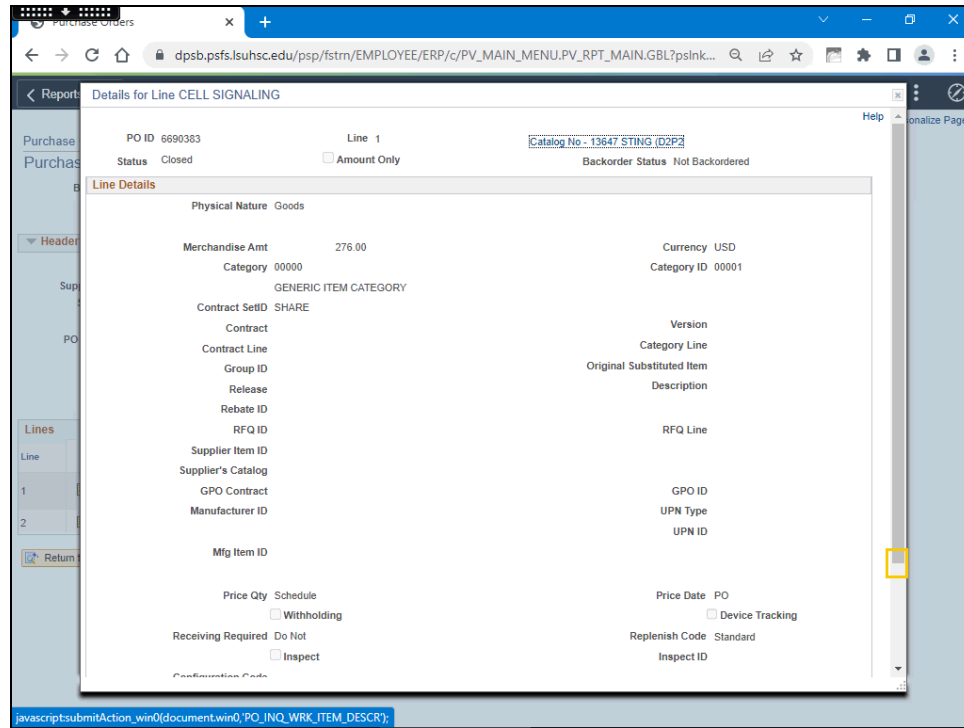 Purchase Orders
dpsb.psfs.lsuhsc.edu/psp/fstrn/EMPLOYEE/ERP/c/PV_MAIN_MENU.PV_RPT_MAIN.GBL?pslnk...
Report
Details for Line CELL SIGNALING
Help
onalize Page
Purchase
Purchas
PO ID 6690383 Line 1 Catalog No - 13647 STING (D2P2
Status Closed Amount Only Backorder Status Not Backordered
B
Line Details
Physical Nature Goods
Header
Merchandise Amt 276.00 Currency USD
Category 00000 Category ID 00001
Sup
GENERIC ITEM CATEGORY
Contract SetID SHARE
Contract Version
PO
Contract Line Category Line
Group ID Original Substituted Item
Release Description
Rebate ID
Lines
RFQ ID RFQ Line
Line
Supplier Item ID
Supplier's Catalog
1
GPO Contract GPO ID
Manufacturer ID UPN Type
2
UPN ID
Mfg Item ID
Return
Price Qty Schedule Price Date PO
Withholding Device Tracking
Receiving Required Do Not Replenish Code Standard
Inspect Inspect ID
Configuration Code
javascript:submitAction_win0(document.win0,'PO_INQ_WRK_ITEM_DESCR');